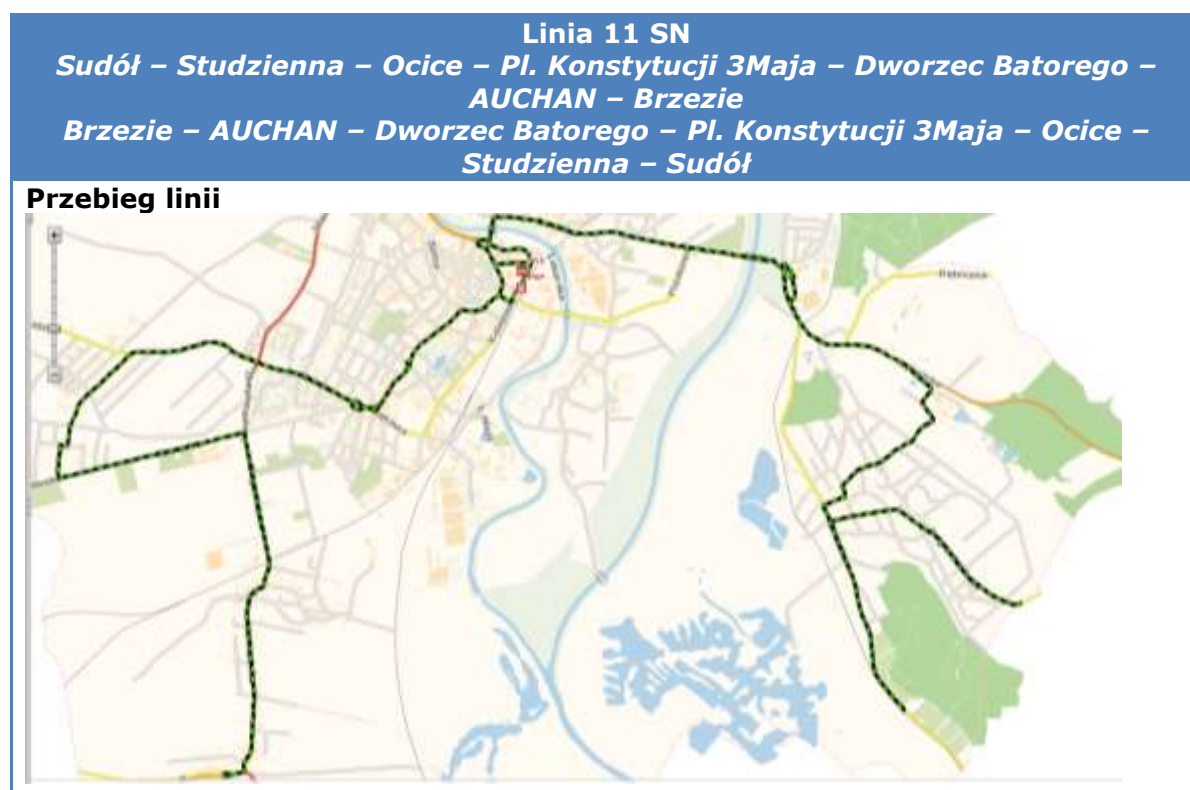 Linia 11 SN
Sudół – Studzienna – Ocice – Pl. Konstytucji 3Maja – Dworzec Batorego –
AUCHAN – Brzezie
Brzezie – AUCHAN – Dworzec Batorego – Pl. Konstytucji 3Maja – Ocice –
Studzienna – Sudół
Przebieg linii